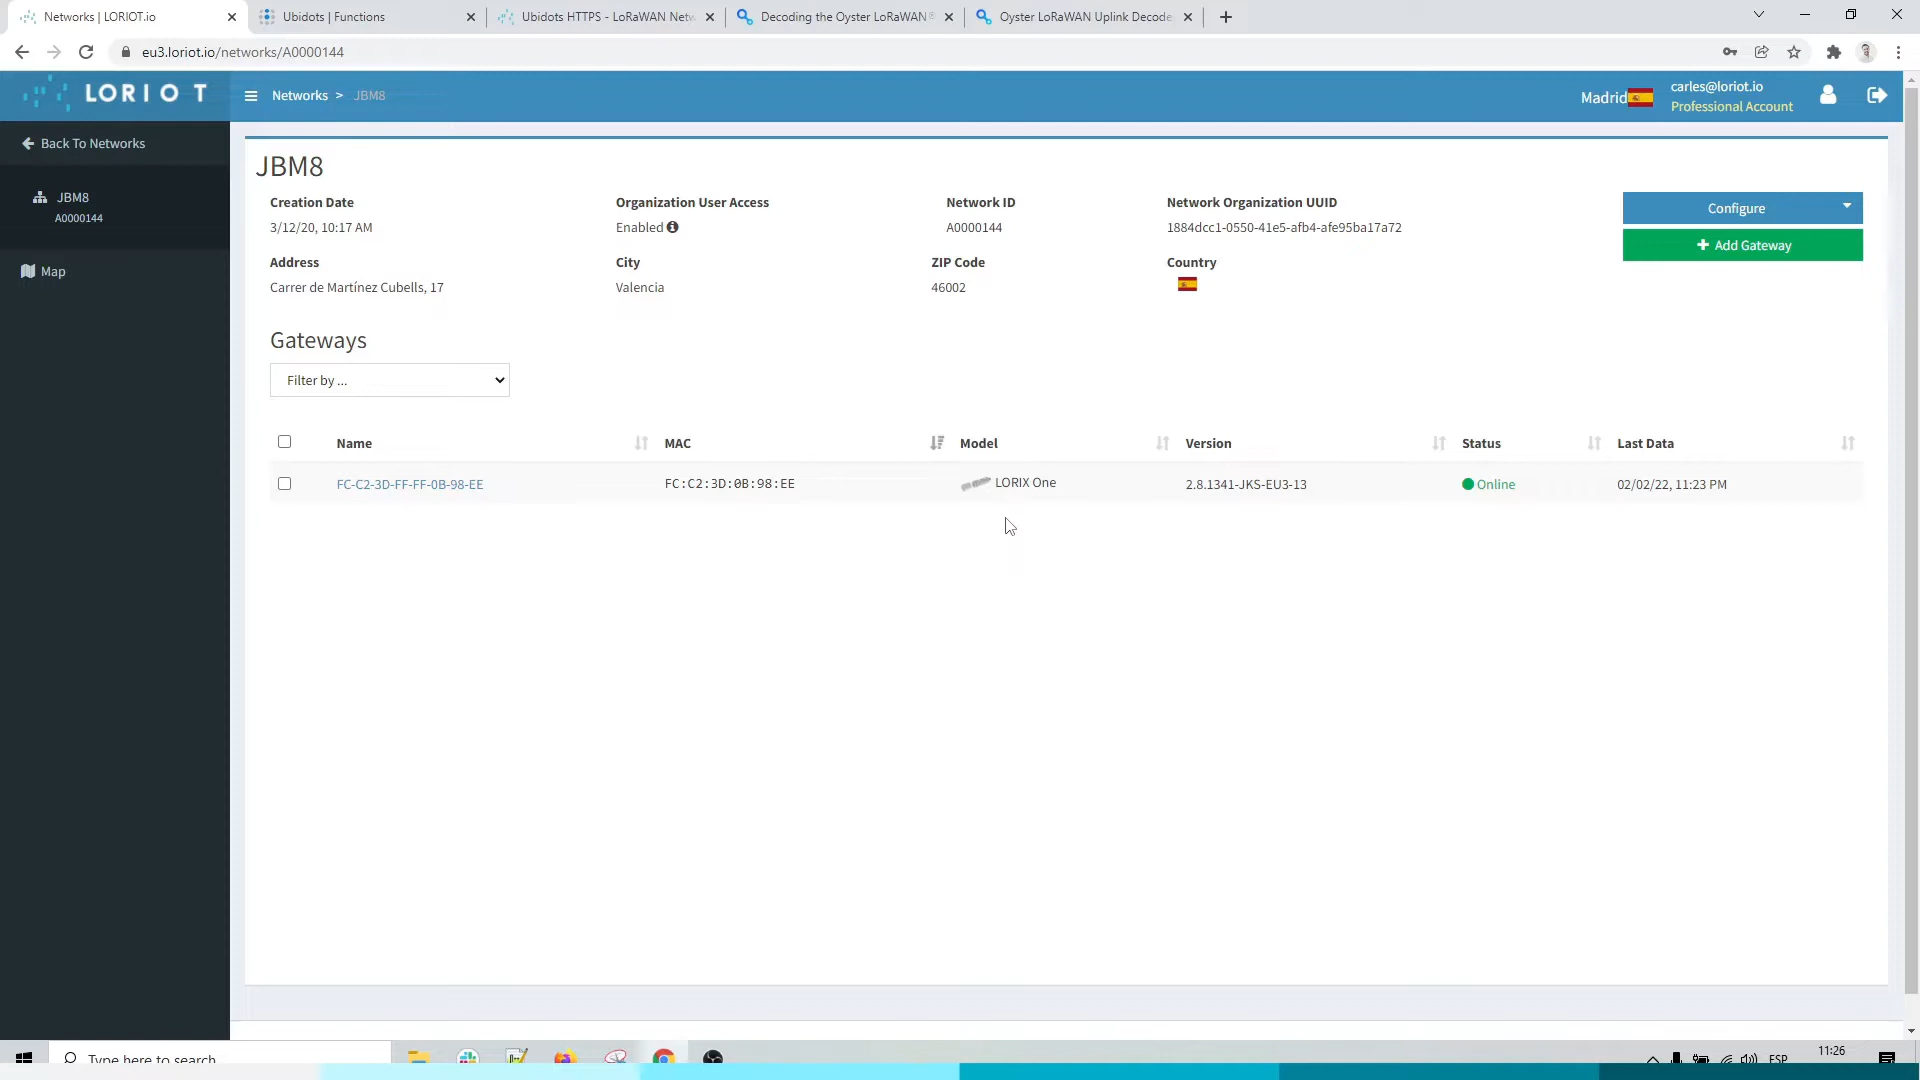 Networks | LORIOT.io
Ubidots | Functions
Ubidots HTTPS - LoRaWAN Netw
Decoding the Oyster LoRaWAN®
Oyster LoRaWAN Uplink Decode
eu3.loriot.io/networks/A0000144
LORIOT
Networks > JBM8
Madrid
carles@loriot.io
Professional Account
Back To Networks
JBM8
A0000144
Map
JBM8
Creation Date
3/12/20, 10:17 AM
Organization User Access
Enabled
Network ID
A0000144
Network Organization UUID
1884dcc1-0550-41e5-afb4-afe95ba17a72
Configure
+ Add Gateway
Address
Carrer de Martínez Cubells, 17
City
Valencia
ZIP Code
46002
Country
Gateways
Filter by ...
Name MAC Model Version Status Last Data
FC-C2-3D-FF-FF-0B-98-EE FC:C2:3D:0B:98:EE LORIX One 2.8.1341-JKS-EU3-13 Online 02/02/22, 11:23 PM
Type here to search
ESP
11:26